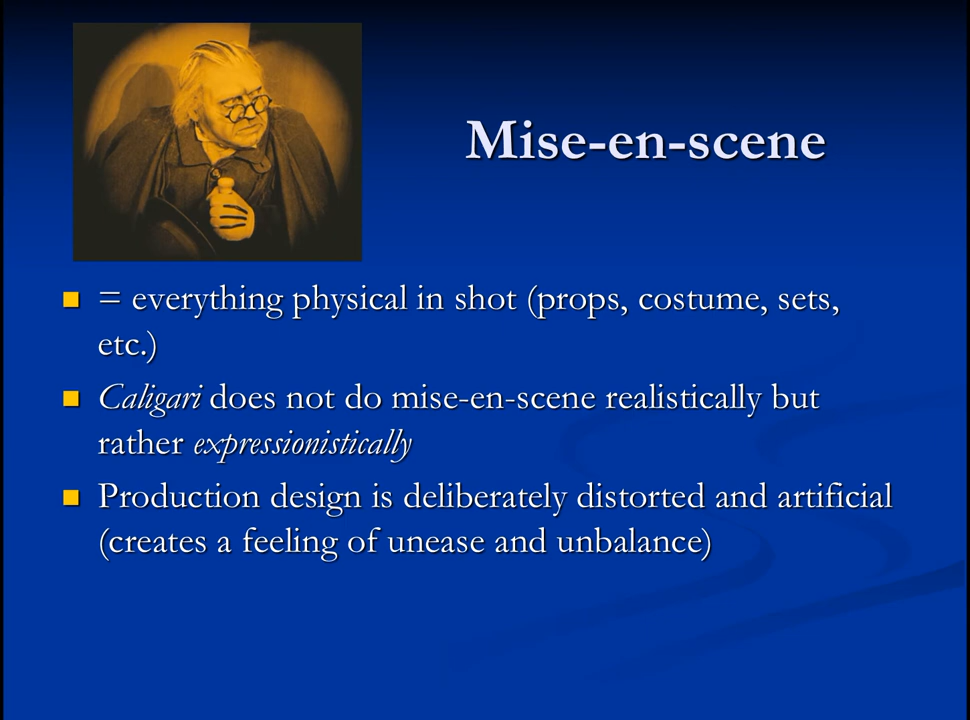 Mise-en-scene
= everything physical in shot (props, costume, sets,
etc.)
Caligari does not do mise-en-scene realistically but
rather expressionistically
Production design is deliberately distorted and artificial
(creates a feeling of unease and unbalance)